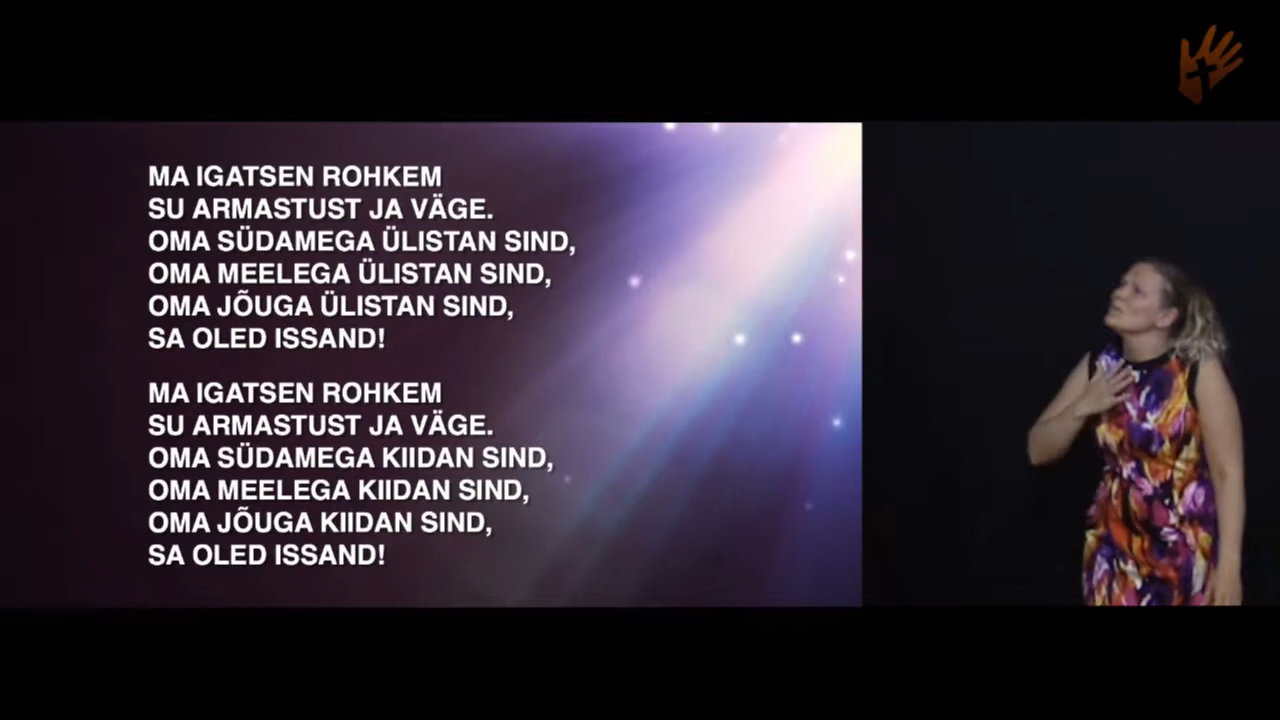 MA IGATSEN ROHKEM
SU ARMASTUST JA VÄGE.
OMA SÜDAMEGA ÜLISTAN SIND,
OMA MEELEGA ÜLISTAN SIND,
OMA JÕUGA ÜLISTAN SIND,
SA OLED ISSAND!
MA IGATSEN ROHKEM
SU ARMASTUST JA VÄGE.
OMA SÜDAMEGA KIIDAN SIND,
OMA MEELEGA KIIDAN SIND,
OMA JÕUGA KIIDAN SIND,
SA OLED ISSAND!